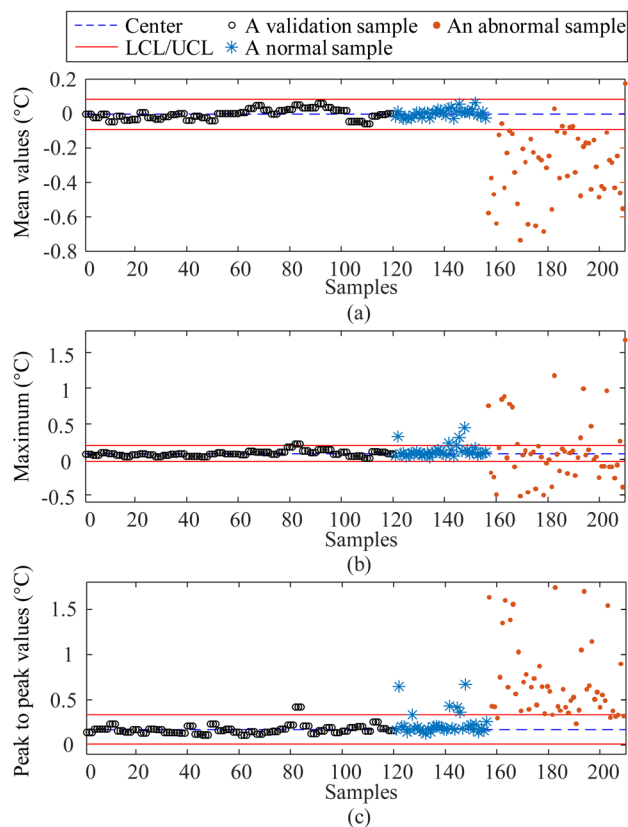 Center A validation sample An abnormal sample
LCL/UCL A normal sample
0.2
0
-0.2
-0.4
-0.6
-0.8
Mean values (°C)
0 20 40 60 80 100 120 140 160 180 200
Samples
(a)
1.5
1
0.5
0
-0.5
Maximum (°C)
0 20 40 60 80 100 120 140 160 180 200
Samples
(b)
1.5
1
0.5
0
Peak to peak values (°C)
0 20 40 60 80 100 120 140 160 180 200
Samples
(c)